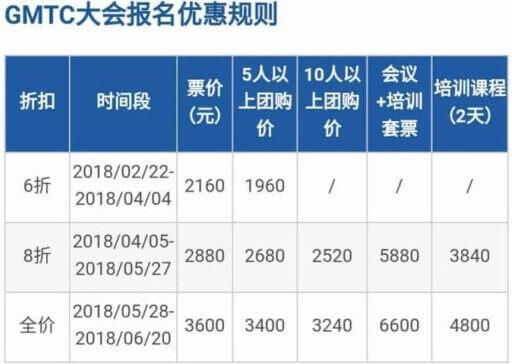 GMTC大会报名优惠规则
折扣 时间段 票价(元) 5人以上团购价 10人以上团购价 会议+培训套票 培训课程(2天)
6折 2018/02/22-2018/04/04 2160 1960 / / /
8折 2018/04/05-2018/05/27 2880 2680 2520 5880 3840
全价 2018/05/28-2018/06/20 3600 3400 3240 6600 4800